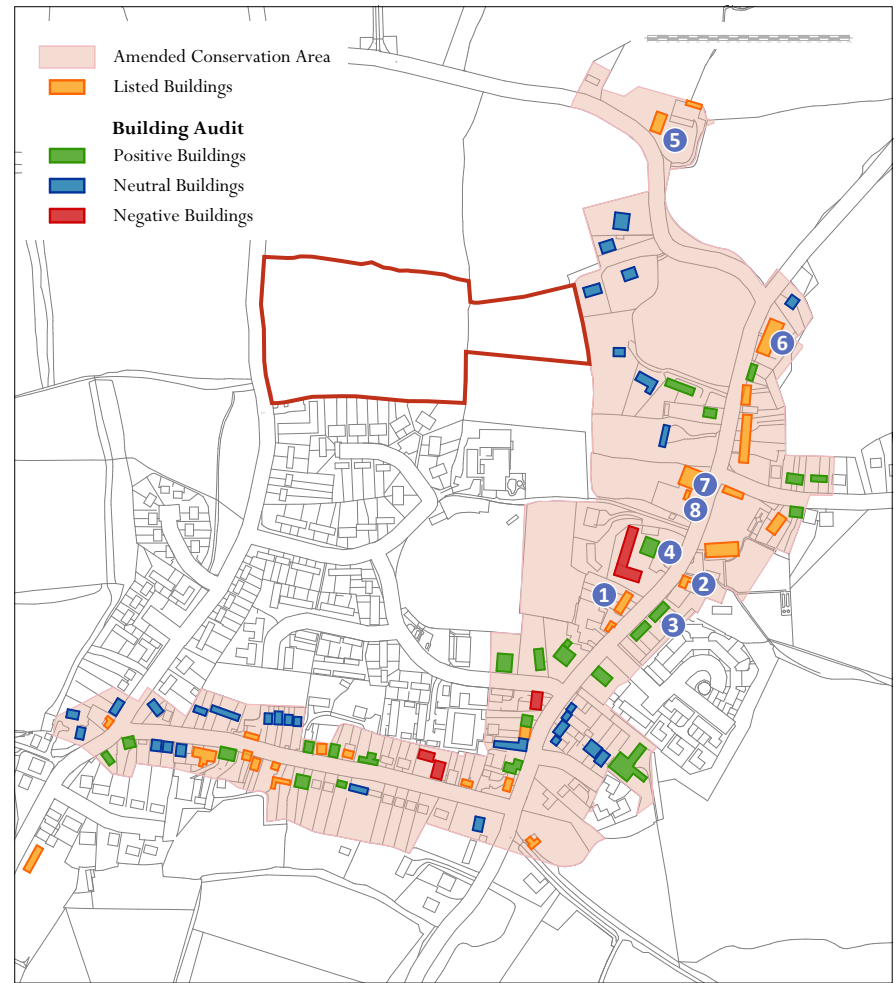 Amended Conservation Area
Listed Buildings
Building Audit
Positive Buildings
Neutral Buildings
Negative Buildings
5
6
7
8
4
2
1
3